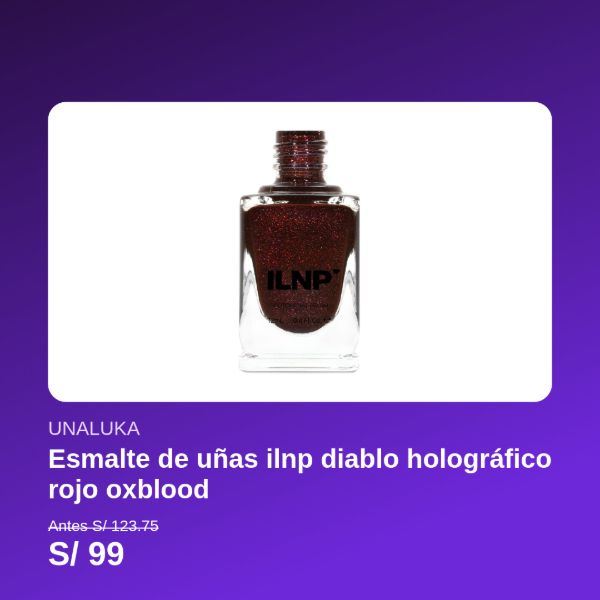 ILNP
UNALUKA
Esmalte de uñas ilnp diablo holográfico
rojo oxblood
Antes S/ 123.75
S/ 99